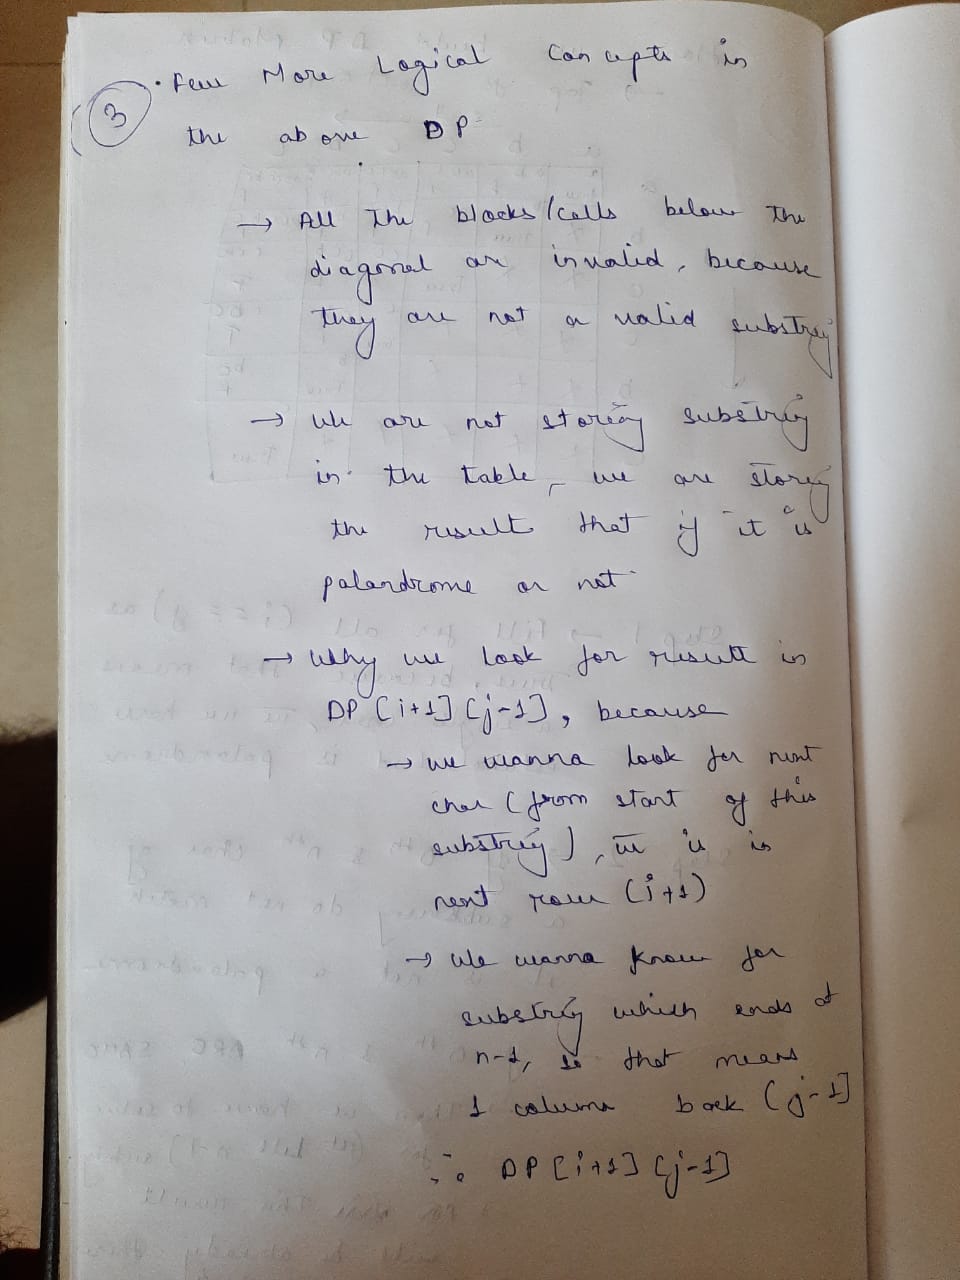 3
· Few More Logical Concepts in
the above DP
→ All The blocks/cells below the
diagonal are invalid, because
they are not a valid substring
→ We are not storing substring
in the table, we are storing
the result that if it is
palandrome or not
→ Why we look for result in
DP[i+1][j-1], because
→ we wanna look for next
char (from start of this
substring), is
next row (i+1)
→ We wanna know for
substring which ends at
n-1, so that means
1 column back (j-1]
∴ DP[i+1][j-1]